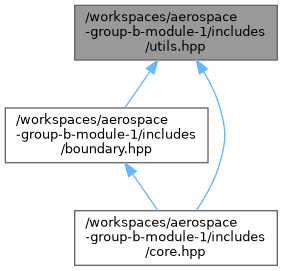 /workspaces/aerospace
-group-b-module-1/includes
/utils.hpp
/workspaces/aerospace
-group-b-module-1/includes
/boundary.hpp
/workspaces/aerospace
-group-b-module-1/includes
/core.hpp